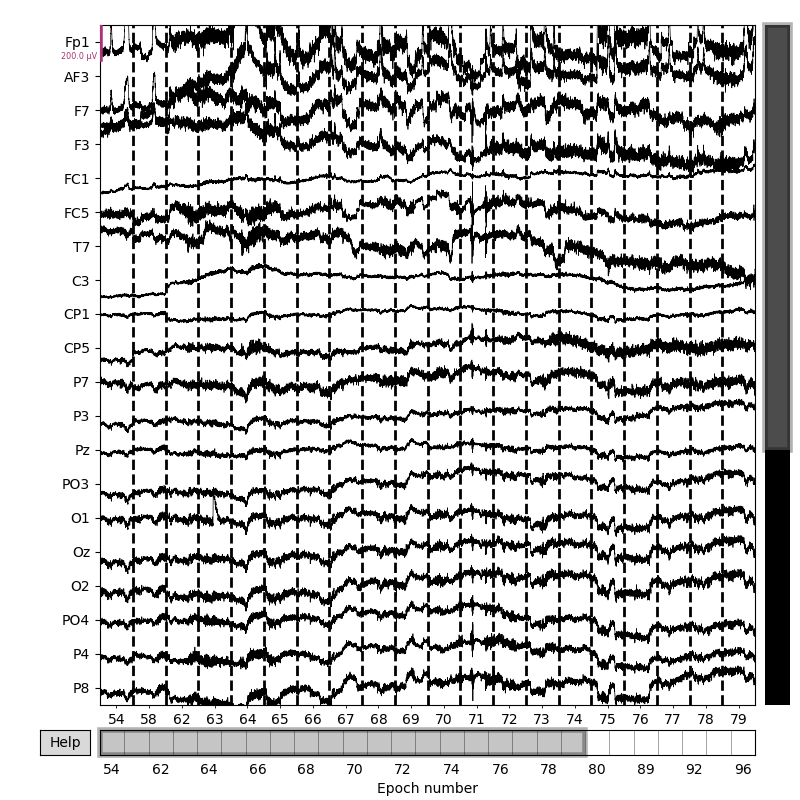 Fp1
200.0 µV
AF3
F7
F3
FC1
FC5
T7
C3
CP1
CP5
P7
P3
Pz
PO3
O1
Oz
O2
PO4
P4
P8
54 58 62 63 64 65 66 67 68 69 70 71 72 73 74 75 76 77 78 79
Help
54 62 64 66 68 70 72 74 76 78 80 89 92 96
Epoch number